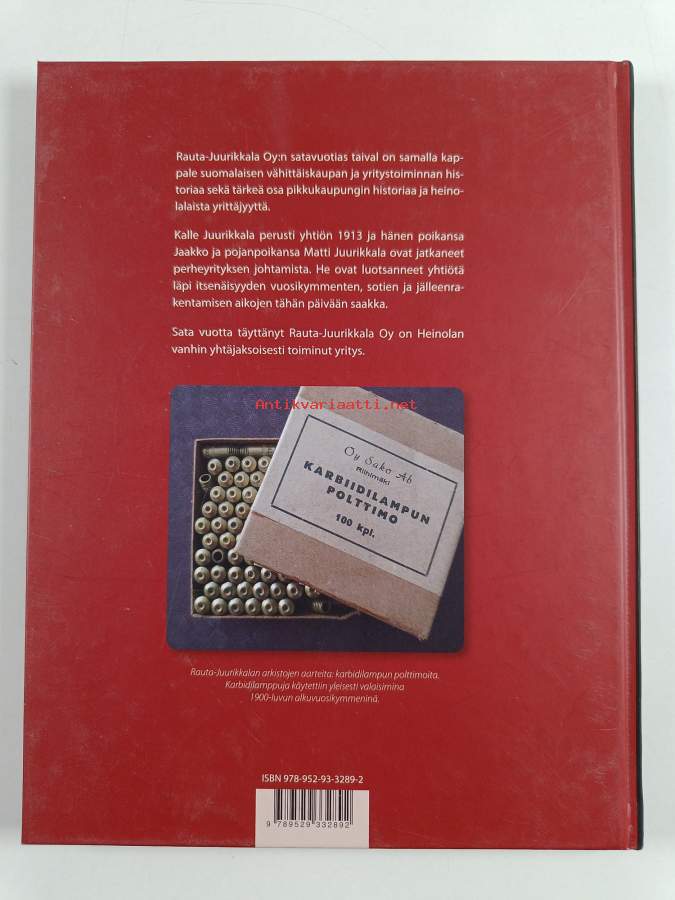 Rauta-Juurikkala Oy:n satavuotias taival on samalla kap-
pale suomalaisen vähittäiskaupan ja yritystoiminnan his-
toriaa sekä tärkeä osa pikkukaupungin historiaa ja heino-
lalaista yrittäjyyttä.
Kalle Juurikkala perusti yhtiön 1913 ja hänen poikansa
Jaakko ja pojanpoikansa Matti Juurikkala ovat jatkaneet
perheyrityksen johtamista. He ovat luotsanneet yhtiötä
läpi itsenäisyyden vuosikymmenten, sotien ja jälleenra-
kentamisen aikojen tähän päivään saakka.
Sata vuotta täyttänyt Rauta-Juurikkala Oy on Heinolan
vanhin yhtäjaksoisesti toiminut yritys.
Antikvariaatti.net
Oy Sako Ab
Riihimäki
KARBIIDILAMPUN
POLTTIMO
100 kpl.
Rauta-Juurikkalan arkistojen aarteita: karbidilampun polttimoita.
Karbidilamppuja käytettiin yleisesti valaisimina
1900-luvun alkuvuosikymmeninä.
ISBN 978-952-93-3289-2
9 789529 332892